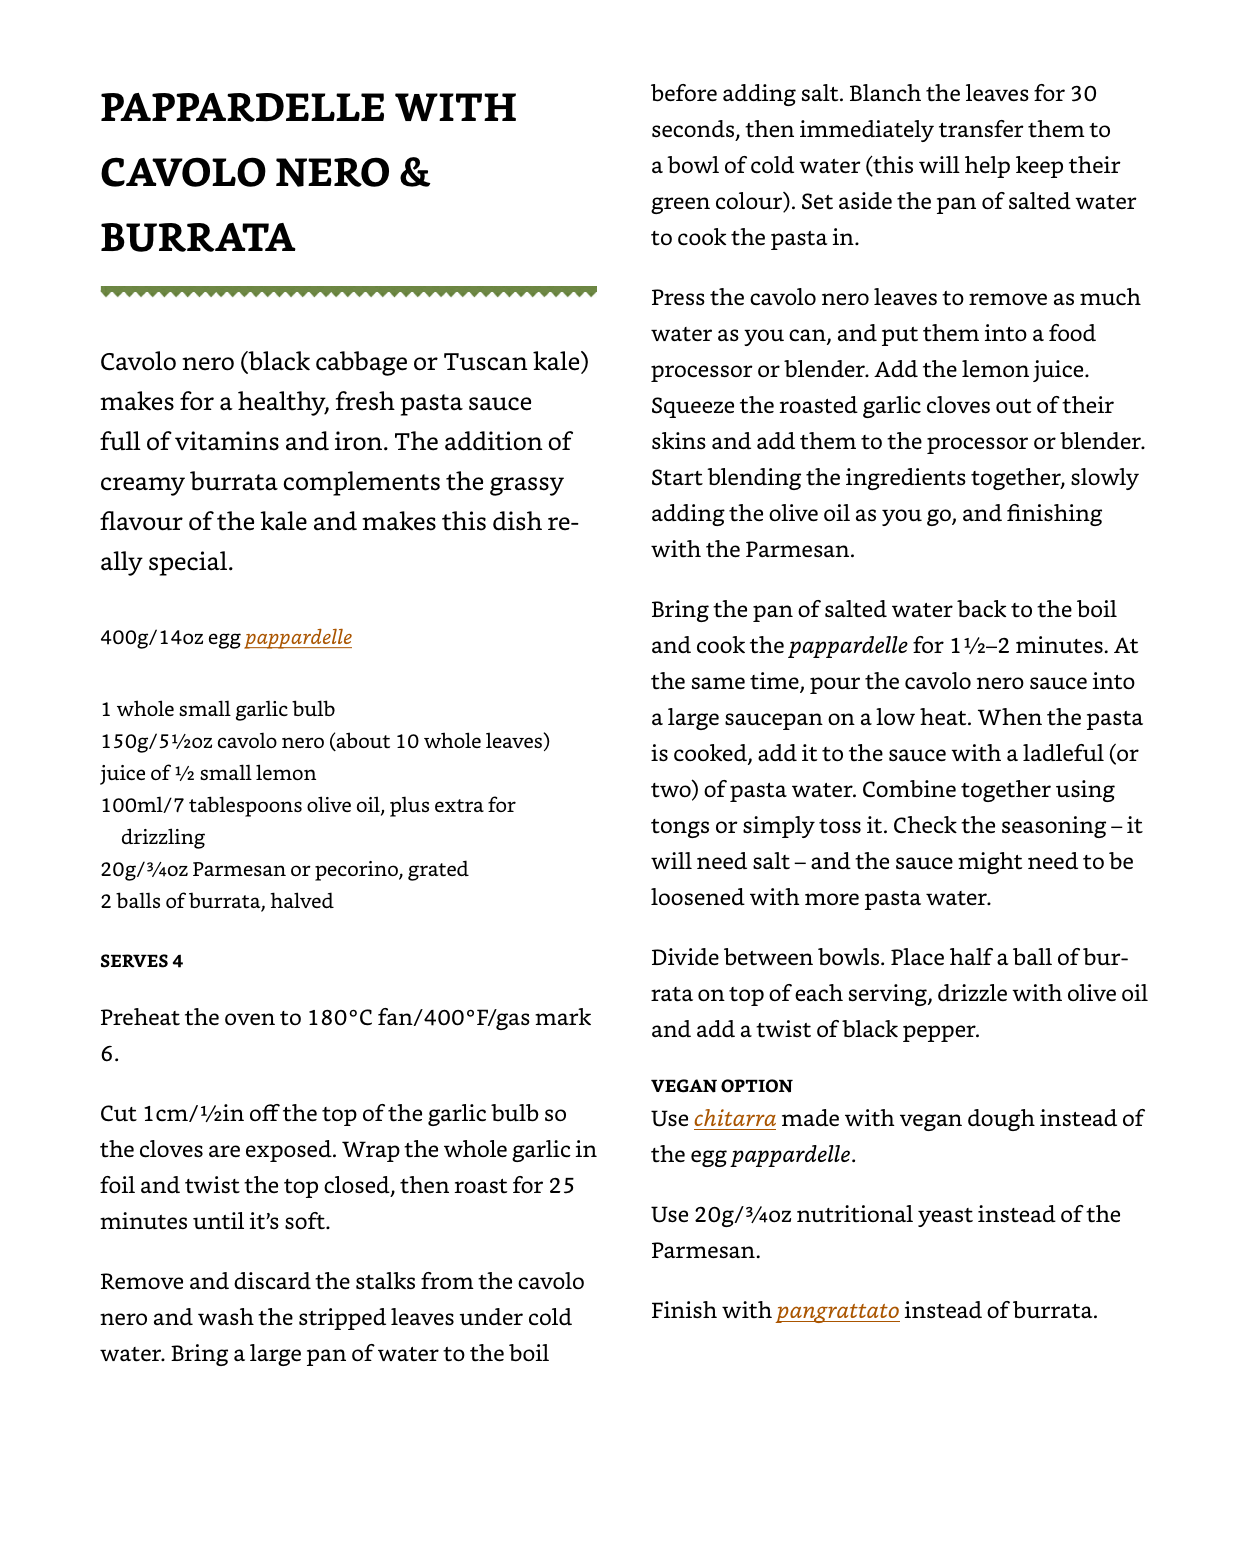 PAPPARDELLE WITH
CAVOLO NERO &
BURRATA
Cavolo nero (black cabbage or Tuscan kale)
makes for a healthy, fresh pasta sauce
full of vitamins and iron. The addition of
creamy burrata complements the grassy
flavour of the kale and makes this dish re-
ally special.
400g/14oz egg pappardelle
1 whole small garlic bulb
150g/5½oz cavolo nero (about 10 whole leaves)
juice of ½ small lemon
100ml/7 tablespoons olive oil, plus extra for
drizzling
20g/¾oz Parmesan or pecorino, grated
2 balls of burrata, halved
SERVES 4
Preheat the oven to 180°C fan/400°F/gas mark
6.
Cut 1cm/½in off the top of the garlic bulb so
the cloves are exposed. Wrap the whole garlic in
foil and twist the top closed, then roast for 25
minutes until it’s soft.
Remove and discard the stalks from the cavolo
nero and wash the stripped leaves under cold
water. Bring a large pan of water to the boil
before adding salt. Blanch the leaves for 30
seconds, then immediately transfer them to
a bowl of cold water (this will help keep their
green colour). Set aside the pan of salted water
to cook the pasta in.
Press the cavolo nero leaves to remove as much
water as you can, and put them into a food
processor or blender. Add the lemon juice.
Squeeze the roasted garlic cloves out of their
skins and add them to the processor or blender.
Start blending the ingredients together, slowly
adding the olive oil as you go, and finishing
with the Parmesan.
Bring the pan of salted water back to the boil
and cook the pappardelle for 1½–2 minutes. At
the same time, pour the cavolo nero sauce into
a large saucepan on a low heat. When the pasta
is cooked, add it to the sauce with a ladleful (or
two) of pasta water. Combine together using
tongs or simply toss it. Check the seasoning – it
will need salt – and the sauce might need to be
loosened with more pasta water.
Divide between bowls. Place half a ball of bur-
rata on top of each serving, drizzle with olive oil
and add a twist of black pepper.
VEGAN OPTION
Use chitarra made with vegan dough instead of
the egg pappardelle.
Use 20g/¾oz nutritional yeast instead of the
Parmesan.
Finish with pangrattato instead of burrata.